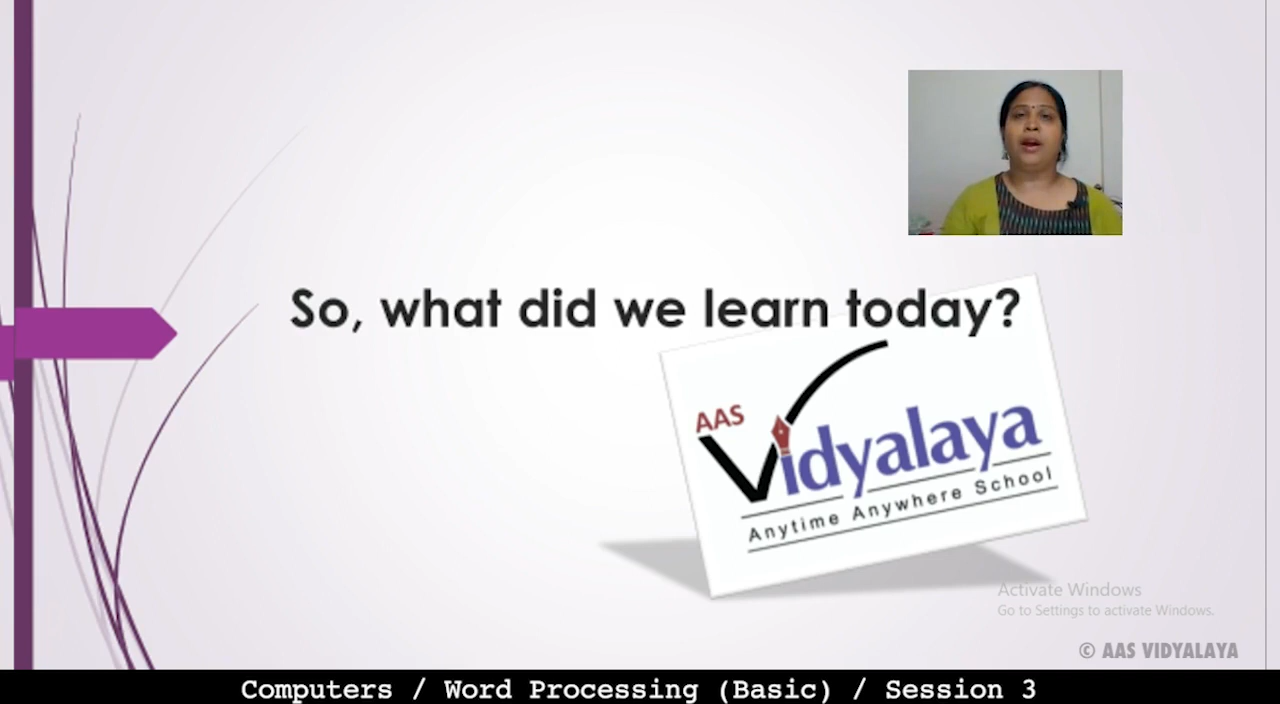 So, what did we learn today?
AAS
Vidyalaya
Anytime Anywhere School
Activate Windows
Go to Settings to activate Windows.
© AAS VIDYALAYA
Computers / Word Processing (Basic) / Session 3